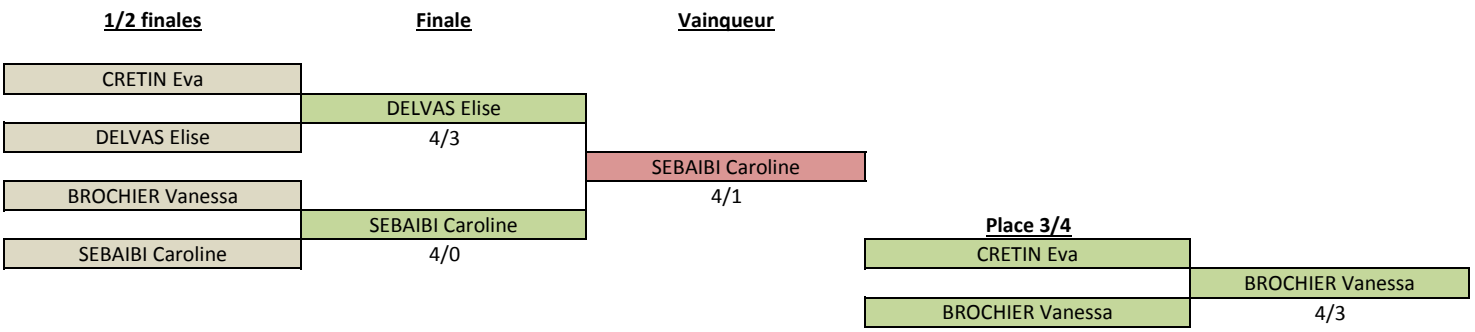 1/2 finales Finale Vainqueur
CRETIN Eva
DELVAS Elise
DELVAS Elise 4/3
SEBAIBI Caroline
BROCHIER Vanessa 4/1
SEBAIBI Caroline Place 3/4
SEBAIBI Caroline 4/0 CRETIN Eva
BROCHIER Vanessa
BROCHIER Vanessa 4/3